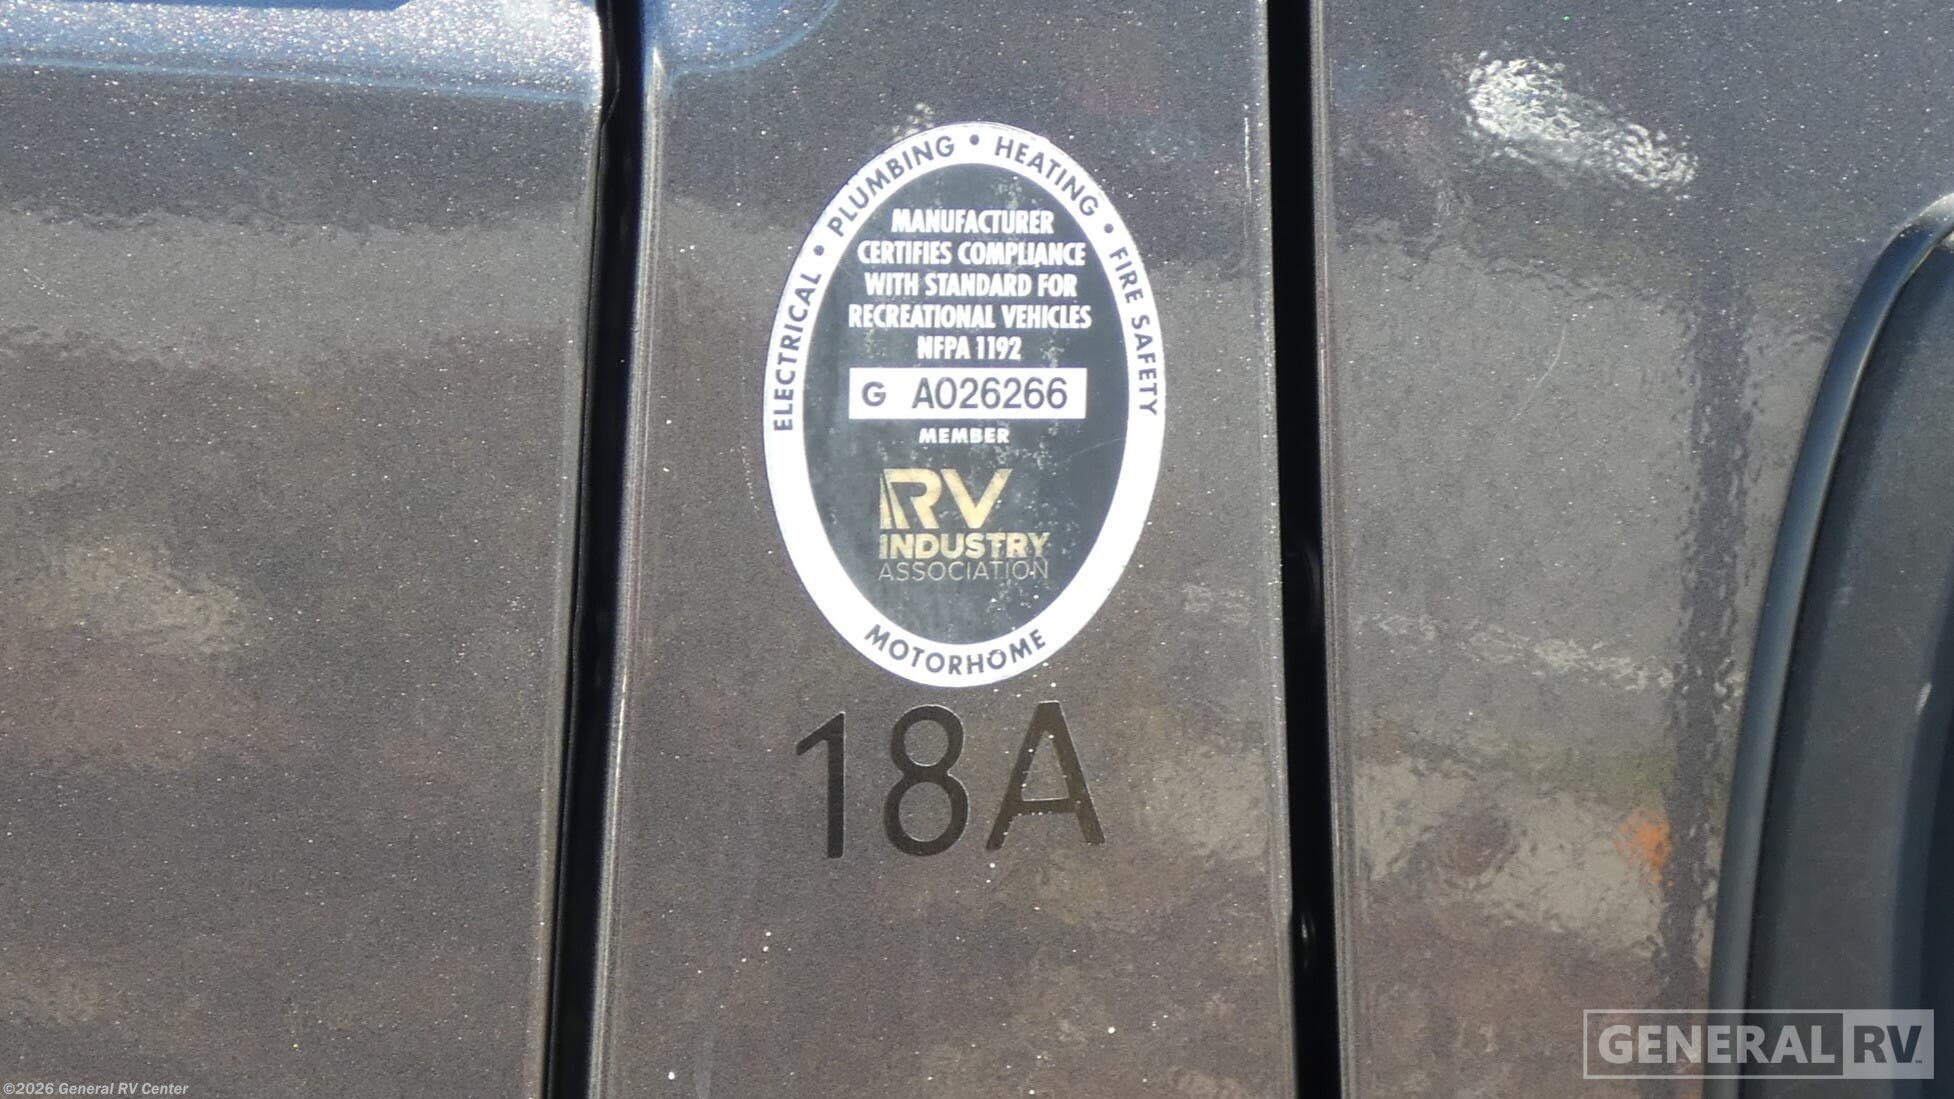 ELECTRICAL • PLUMBING • HEATING • FIRE SAFETY
MANUFACTURER
CERTIFIES COMPLIANCE
WITH STANDARD FOR
RECREATIONAL VEHICLES
NFPA 1192
G A026266
MEMBER
RV
INDUSTRY
ASSOCIATION
MOTORHOME
18A
GENERAL RV
©2026 General RV Center